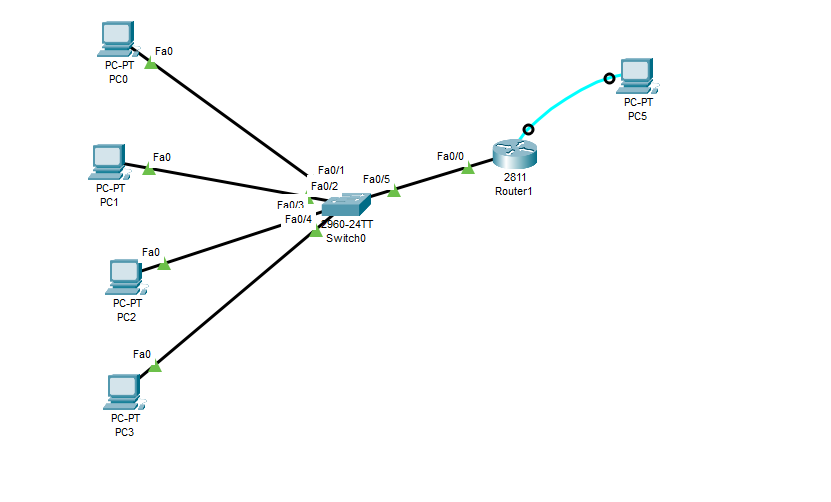 Fa0
PC-PT
PC0
Fa0
PC-PT
PC1
Fa0
PC-PT
PC2
Fa0
PC-PT
PC3
Fa0/1
Fa0/2
Fa0/3
Fa0/4
Fa0/5
2960-24TT
Switch0
Fa0/0
2811
Router1
PC-PT
PC5